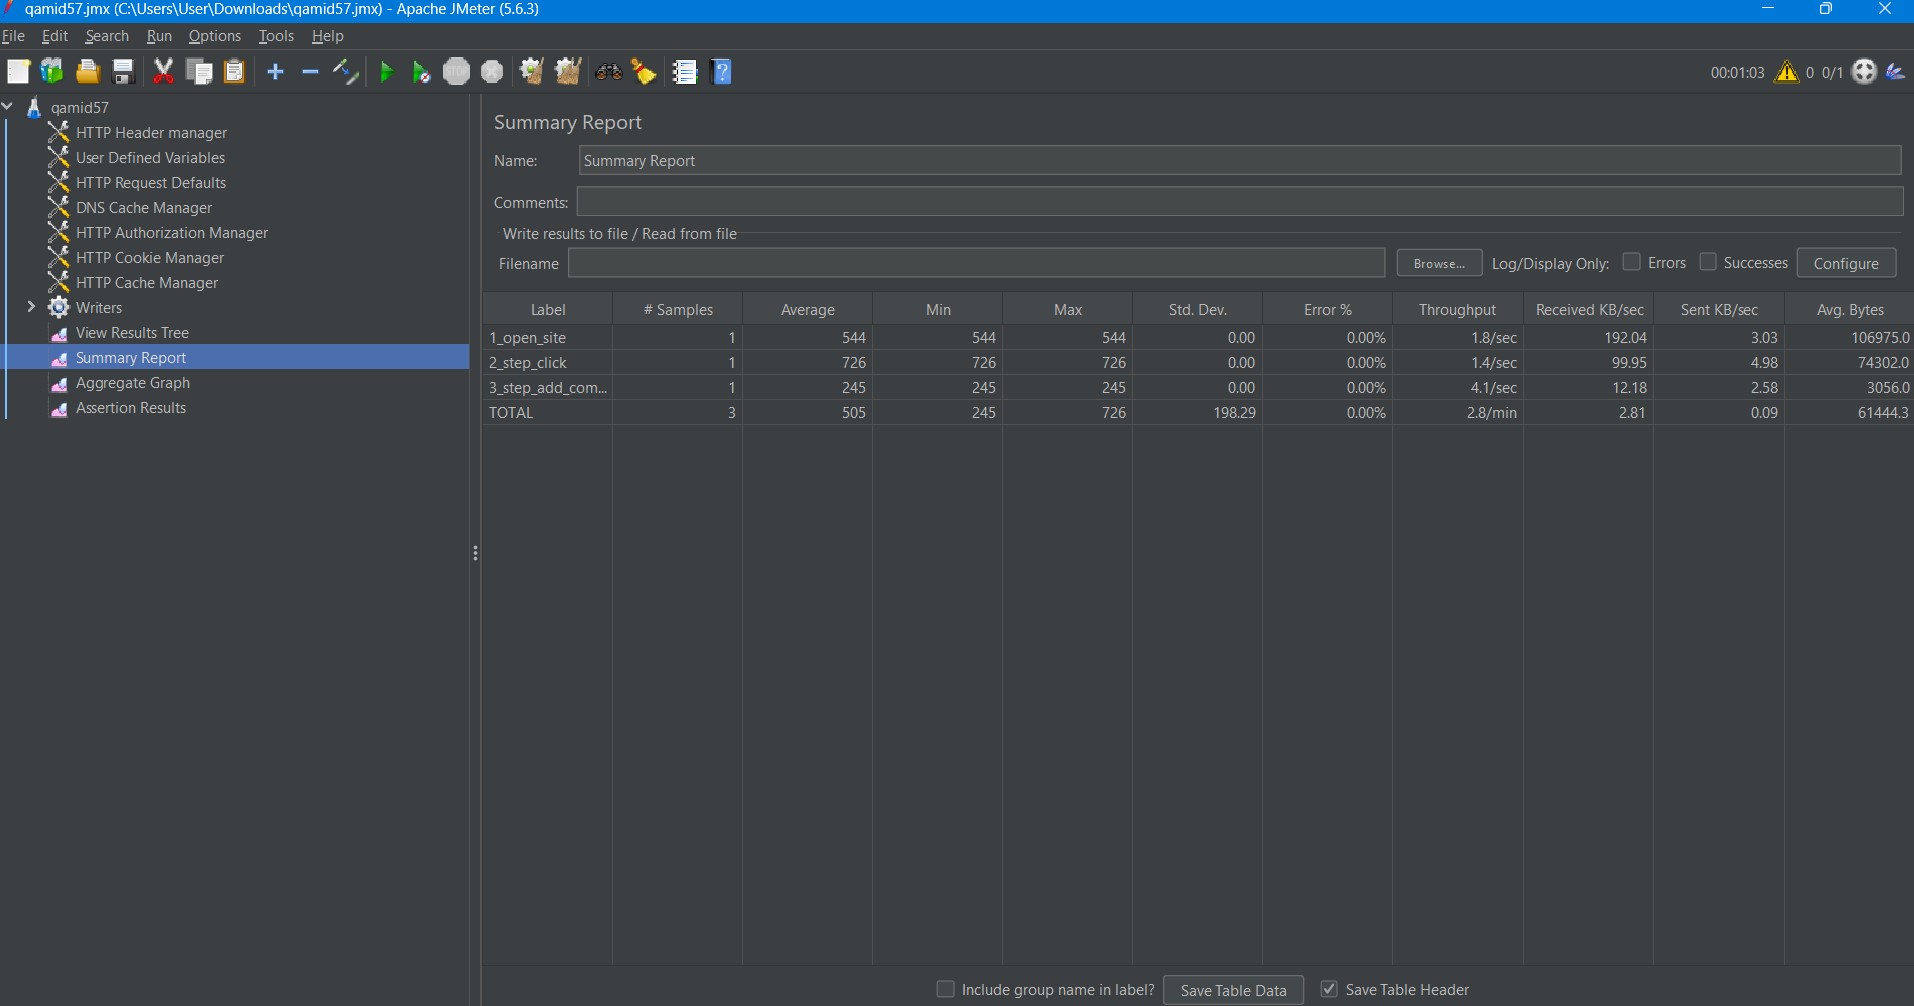 qamid57.jmx (C:\Users\User\Downloads\qamid57.jmx) - Apache JMeter (5.6.3)
File Edit Search Run Options Tools Help
STOP
00:01:03 0 0/1
qamid57
HTTP Header manager
User Defined Variables
HTTP Request Defaults
DNS Cache Manager
HTTP Authorization Manager
HTTP Cookie Manager
HTTP Cache Manager
Writers
View Results Tree
Summary Report
Aggregate Graph
Assertion Results
Summary Report
Name: Summary Report
Comments:
Write results to file / Read from file
Filename Browse... Log/Display Only: Errors Successes Configure
Label # Samples Average Min Max Std. Dev. Error % Throughput Received KB/sec Sent KB/sec Avg. Bytes
1_open_site 1 544 544 544 0.00 0.00% 1.8/sec 192.04 3.03 106975.0
2_step_click 1 726 726 726 0.00 0.00% 1.4/sec 99.95 4.98 74302.0
3_step_add_com... 1 245 245 245 0.00 0.00% 4.1/sec 12.18 2.58 3056.0
TOTAL 3 505 245 726 198.29 0.00% 2.8/min 2.81 0.09 61444.3
Include group name in label? Save Table Data Save Table Header